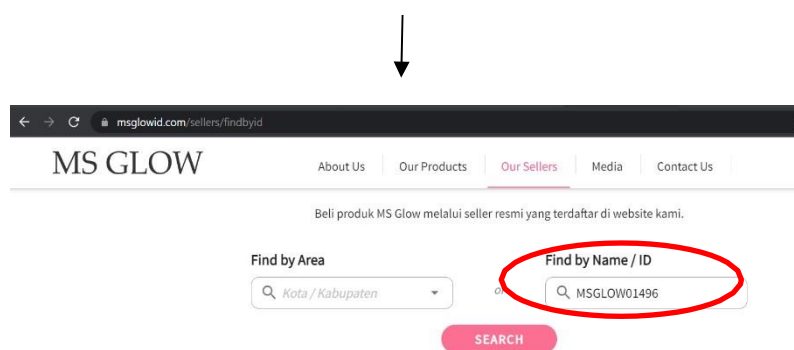 msglowid.com/sellers/findbyid
MS GLOW
About Us Our Products Our Sellers Media Contact Us
Beli produk MS Glow melalui seller resmi yang terdaftar di website kami.
Find by Area Find by Name / ID
Kota / Kabupaten or MSGLOW01496
SEARCH